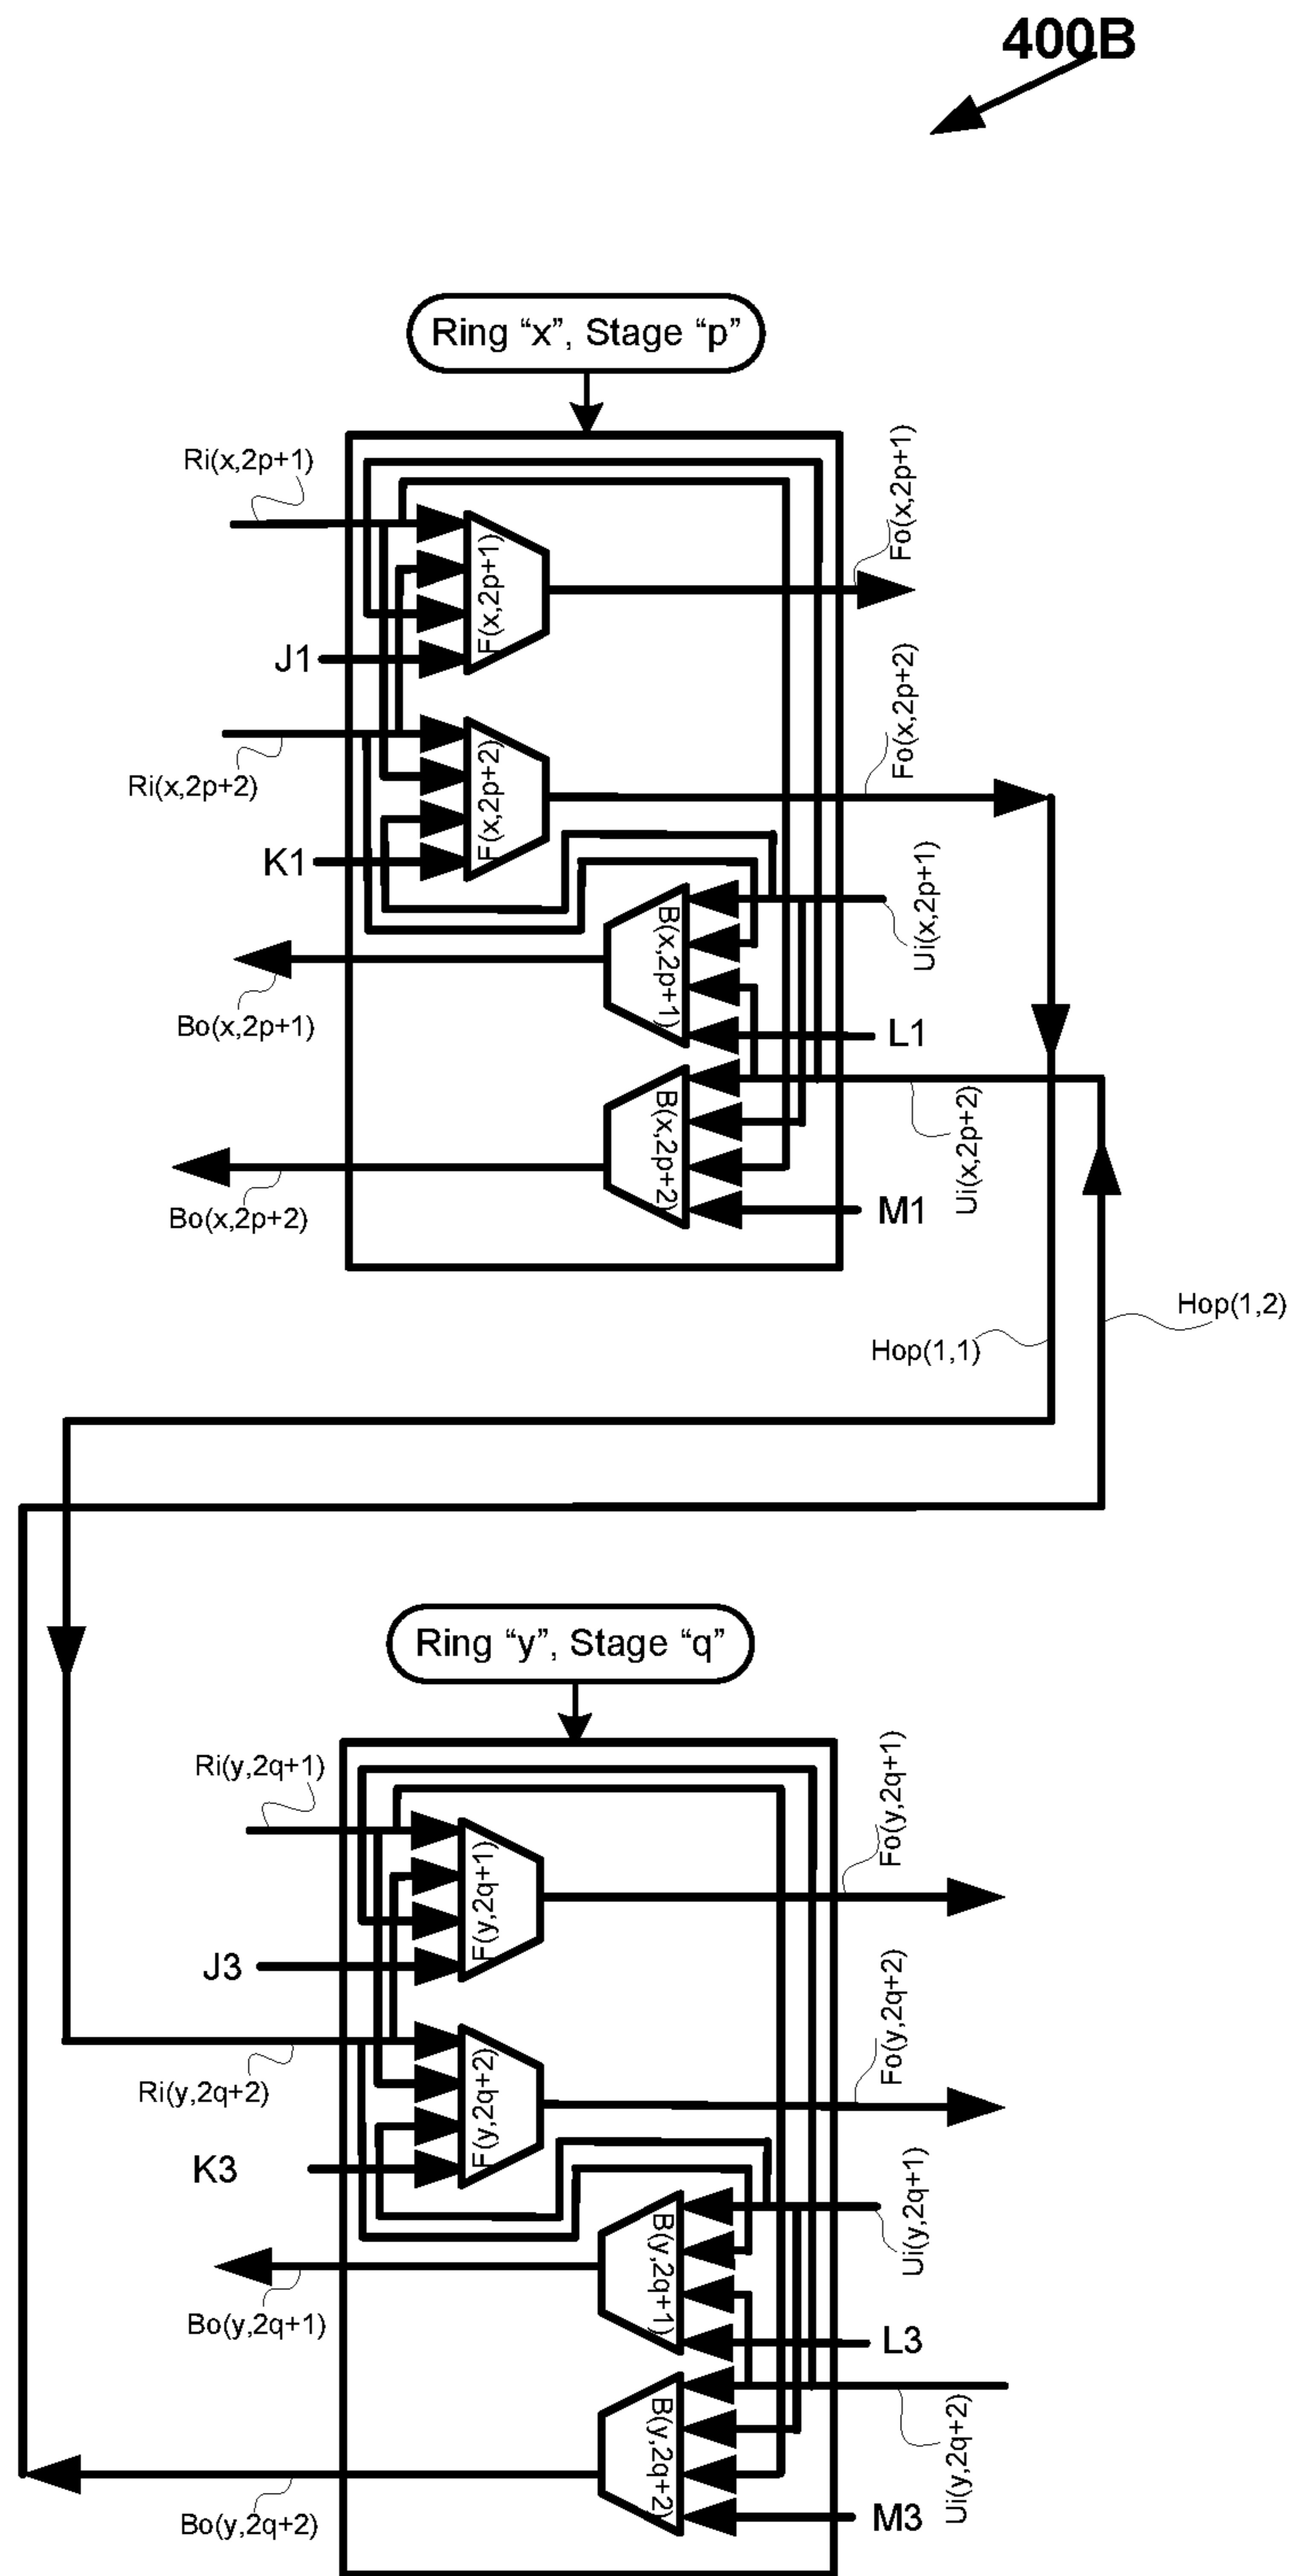 400B
Ring “x”, Stage “p”
Ri(x,2p+1)
Fo(x,2p+1)
F(x,2p+1)
J1
Fo(x,2p+2)
Ri(x,2p+2)
F(x,2p+2)
K1
Ui(x,2p+1)
B(x,2p+1)
Bo(x,2p+1)
L1
Ui(x,2p+2)
B(x,2p+2)
Bo(x,2p+2)
M1
Hop(1,2)
Hop(1,1)
Ring “y”, Stage “q”
Ri(y,2q+1)
Fo(y,2q+1)
F(y,2q+1)
J3
Fo(y,2q+2)
Ri(y,2q+2)
F(y,2q+2)
K3
Ui(y,2q+1)
B(y,2q+1)
Bo(y,2q+1)
L3
Ui(y,2q+2)
B(y,2q+2)
Bo(y,2q+2)
M3